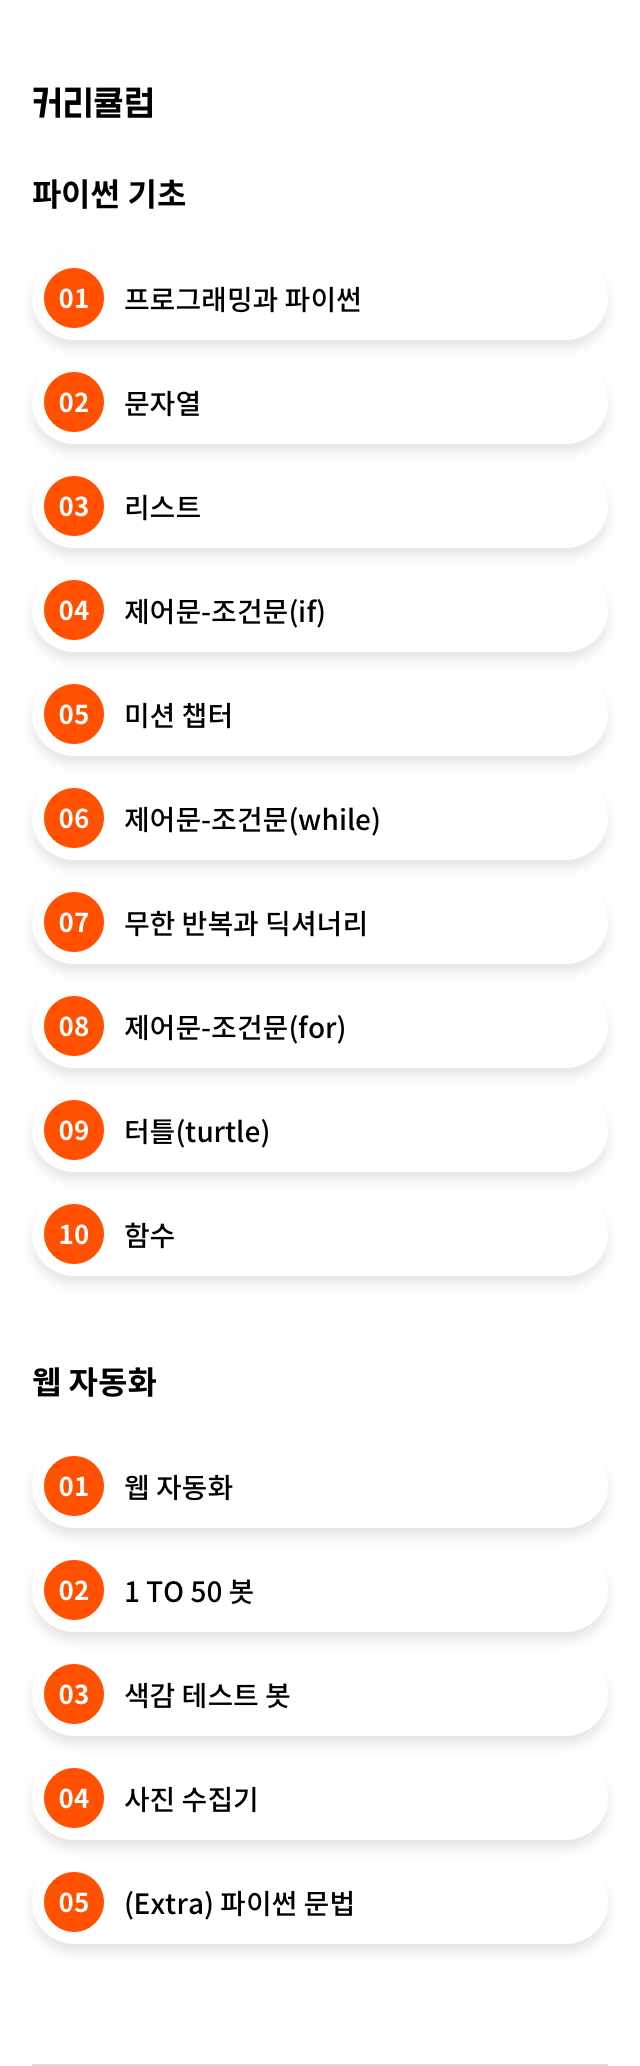 커리큘럼
파이썬 기초
01 프로그래밍과 파이썬
02 문자열
03 리스트
04 제어문-조건문(if)
05 미션 챕터
06 제어문-조건문(while)
07 무한 반복과 딕셔너리
08 제어문-조건문(for)
09 터틀(turtle)
10 함수
웹 자동화
01 웹 자동화
02 1 TO 50 봇
03 색감 테스트 봇
04 사진 수집기
05 (Extra) 파이썬 문법